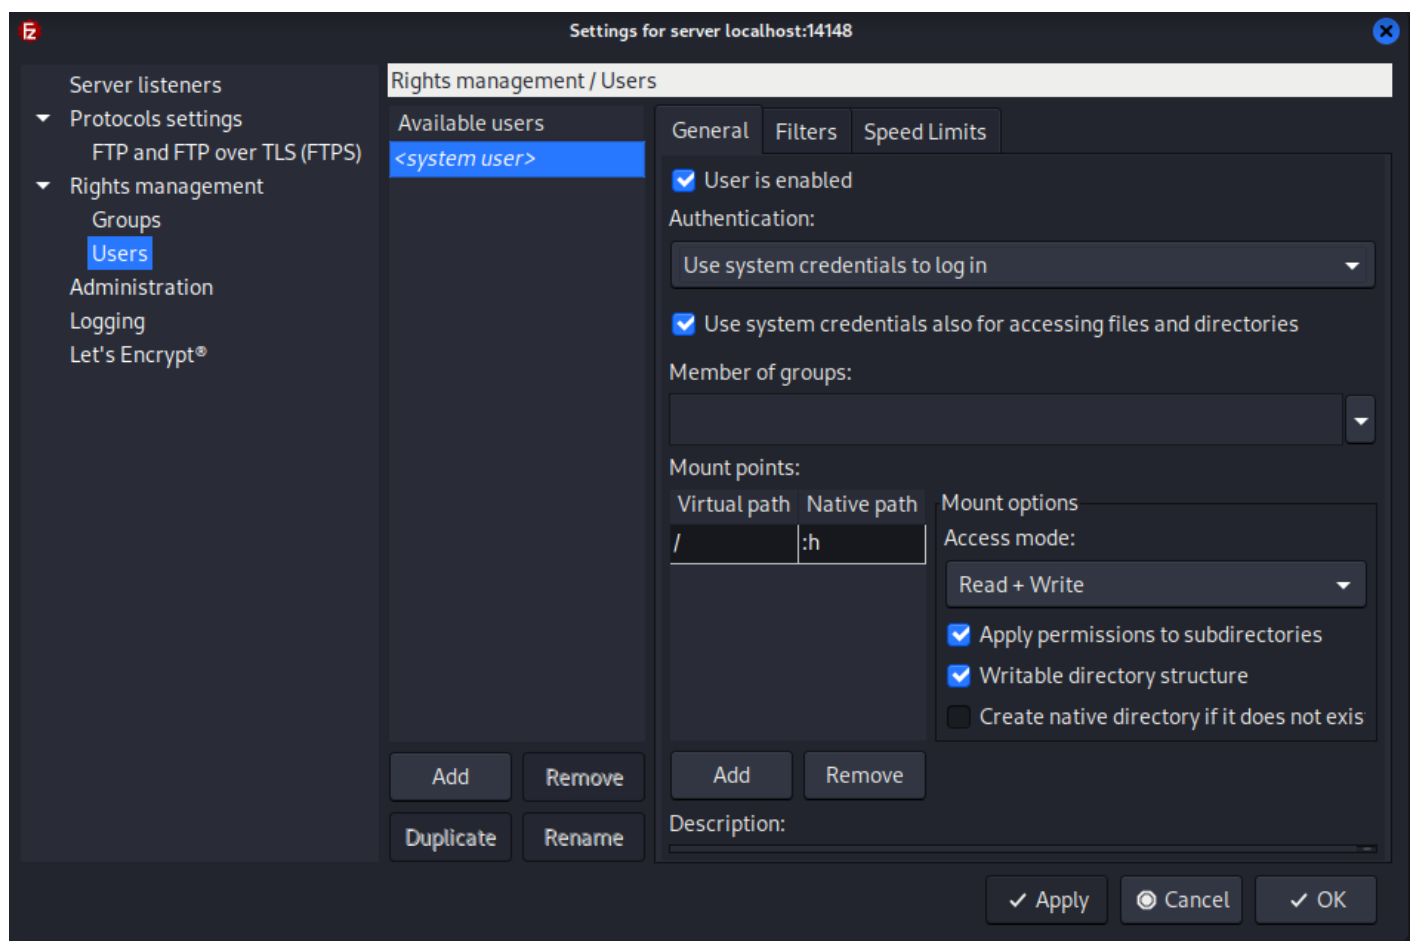 Fz
Settings for server localhost:14148
Server listeners
Protocols settings
FTP and FTP over TLS (FTPS)
Rights management
Groups
Users
Administration
Logging
Let's Encrypt®
Rights management / Users
Available users
<system user>
Add
Remove
Duplicate
Rename
General Filters Speed Limits
User is enabled
Authentication:
Use system credentials to log in
Use system credentials also for accessing files and directories
Member of groups:
Mount points:
Virtual path Native path
/ :h
Mount options
Access mode:
Read + Write
Apply permissions to subdirectories
Writable directory structure
Create native directory if it does not exis
Add Remove
Description:
Apply Cancel OK